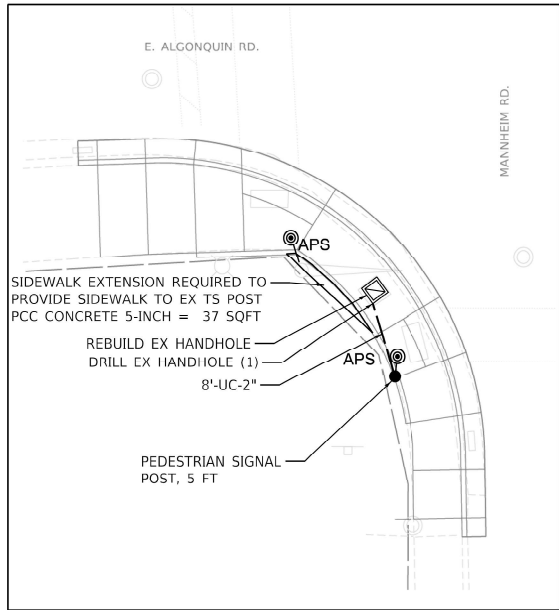 E. ALGONQUIN RD.
MANNHEIM RD.
APS
SIDEWALK EXTENSION REQUIRED TO
PROVIDE SIDEWALK TO EX TS POST
PCC CONCRETE 5-INCH = 37 SQFT
REBUILD EX HANDHOLE
DRILL EX HANDHOLE (1)
APS
8'-UC-2"
PEDESTRIAN SIGNAL
POST, 5 FT